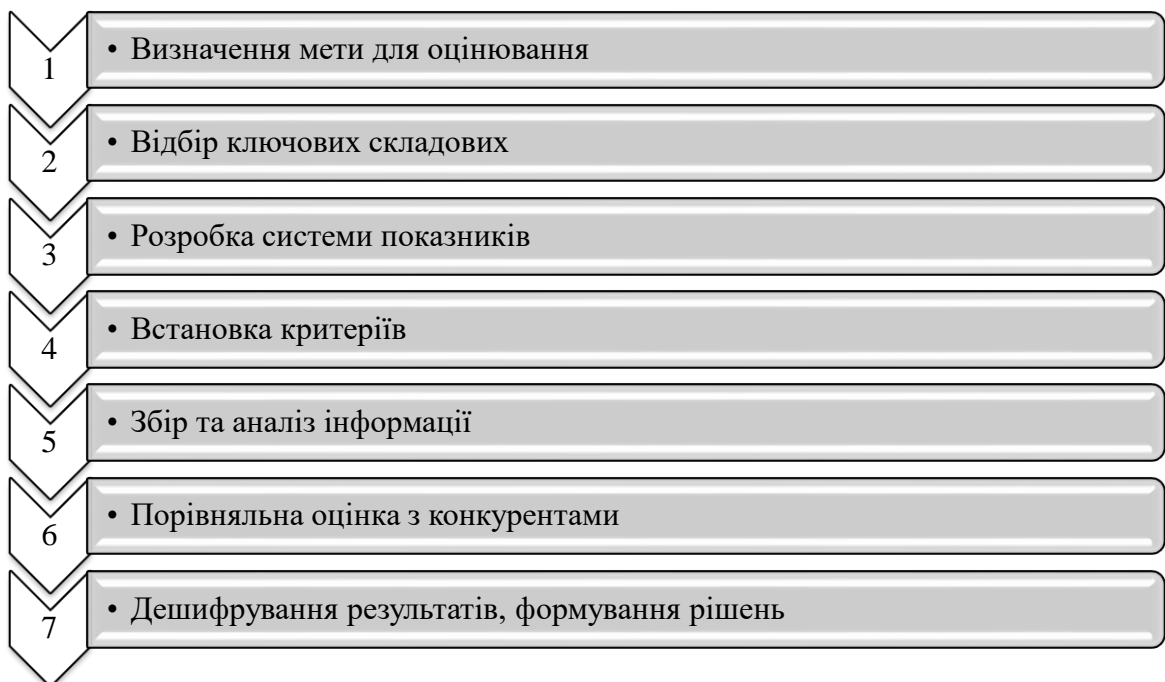 1 • Визначення мети для оцінювання
2 • Відбір ключових складових
3 • Розробка системи показників
4 • Встановка критеріїв
5 • Збір та аналіз інформації
6 • Порівняльна оцінка з конкурентами
7 • Дешифрування результатів, формування рішень